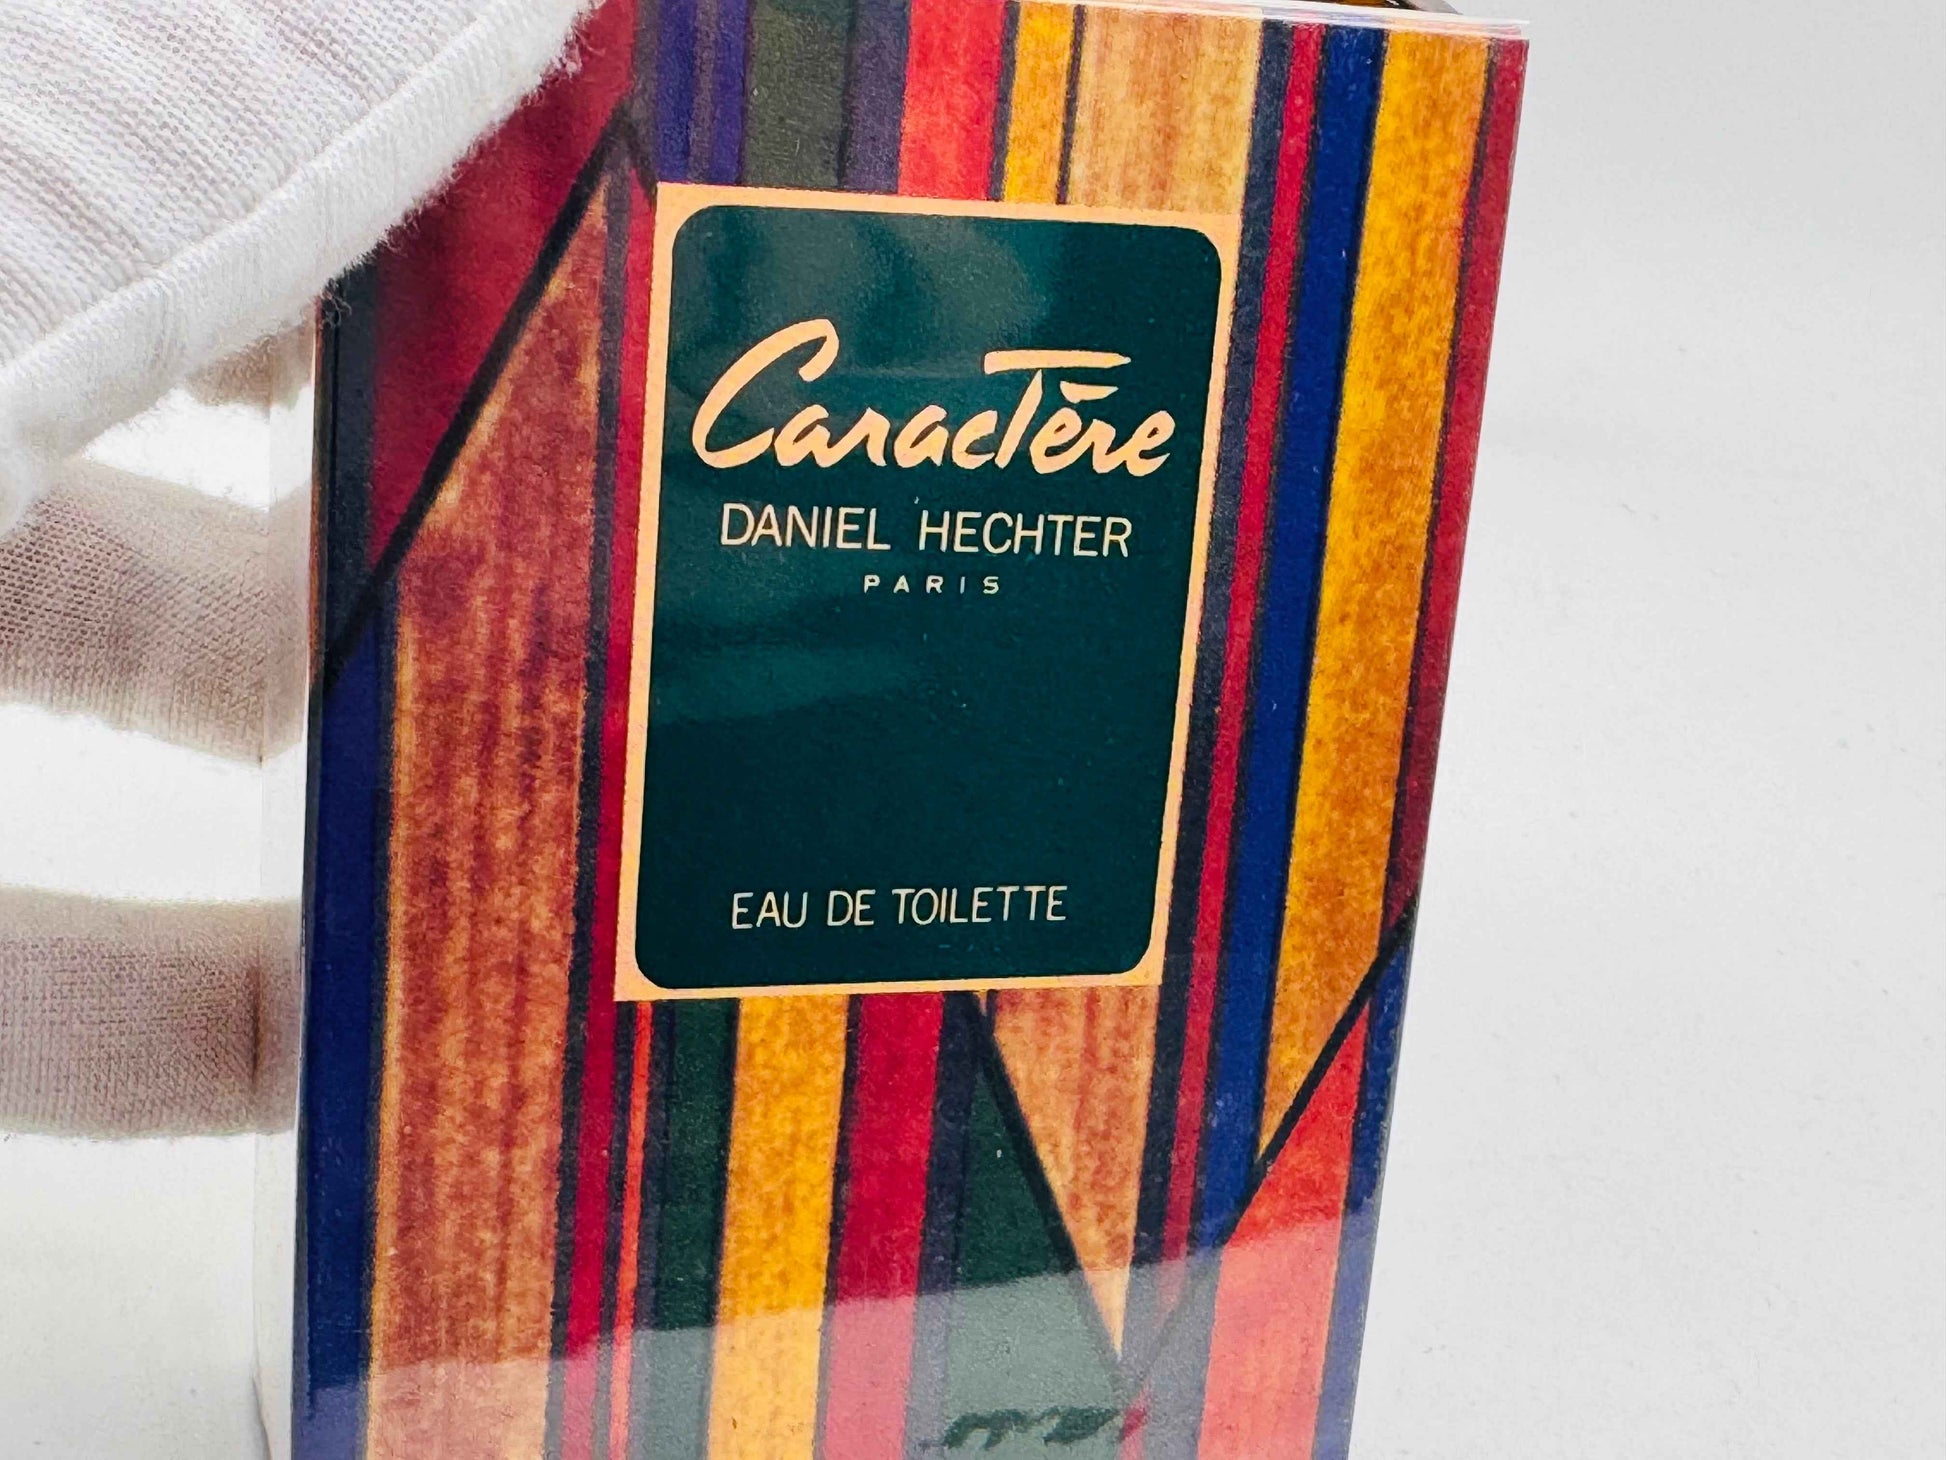 Caractère
DANIEL HECHTER
PARIS
EAU DE TOILETTE